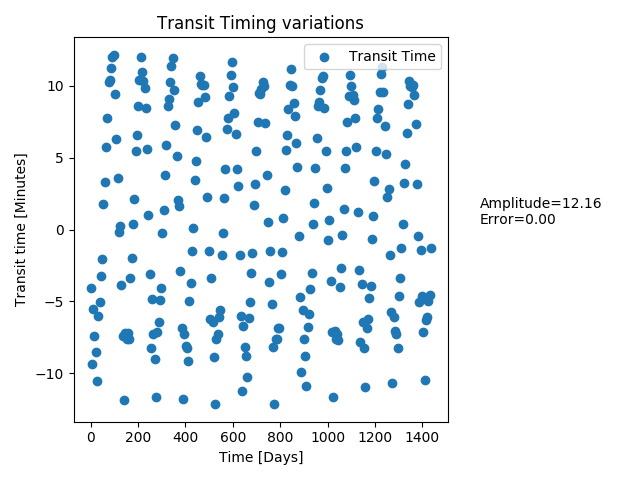 Transit Timing variations
Transit Time
Transit time [Minutes]
10
5
0
−5
−10
0 200 400 600 800 1000 1200 1400
Time [Days]
Amplitude=12.16
Error=0.00